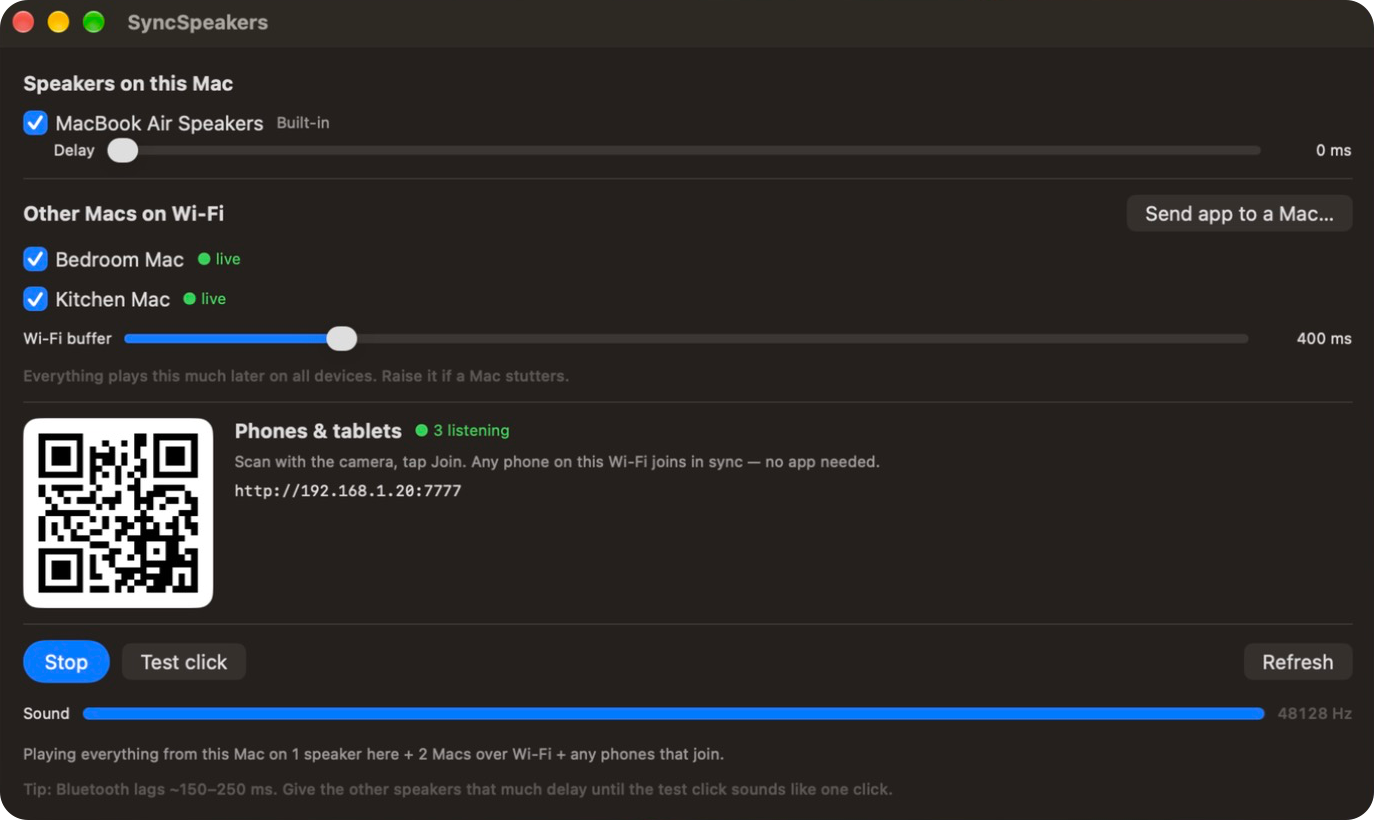 SyncSpeakers
Speakers on this Mac
MacBook Air Speakers Built-in
Delay 0 ms
Other Macs on Wi-Fi Send app to a Mac...
Bedroom Mac live
Kitchen Mac live
Wi-Fi buffer 400 ms
Everything plays this much later on all devices. Raise it if a Mac stutters.
Phones & tablets 3 listening
Scan with the camera, tap Join. Any phone on this Wi-Fi joins in sync — no app needed.
http://192.168.1.20:7777
Stop Test click Refresh
Sound 48128 Hz
Playing everything from this Mac on 1 speaker here + 2 Macs over Wi-Fi + any phones that join.
Tip: Bluetooth lags ~150–250 ms. Give the other speakers that much delay until the test click sounds like one click.